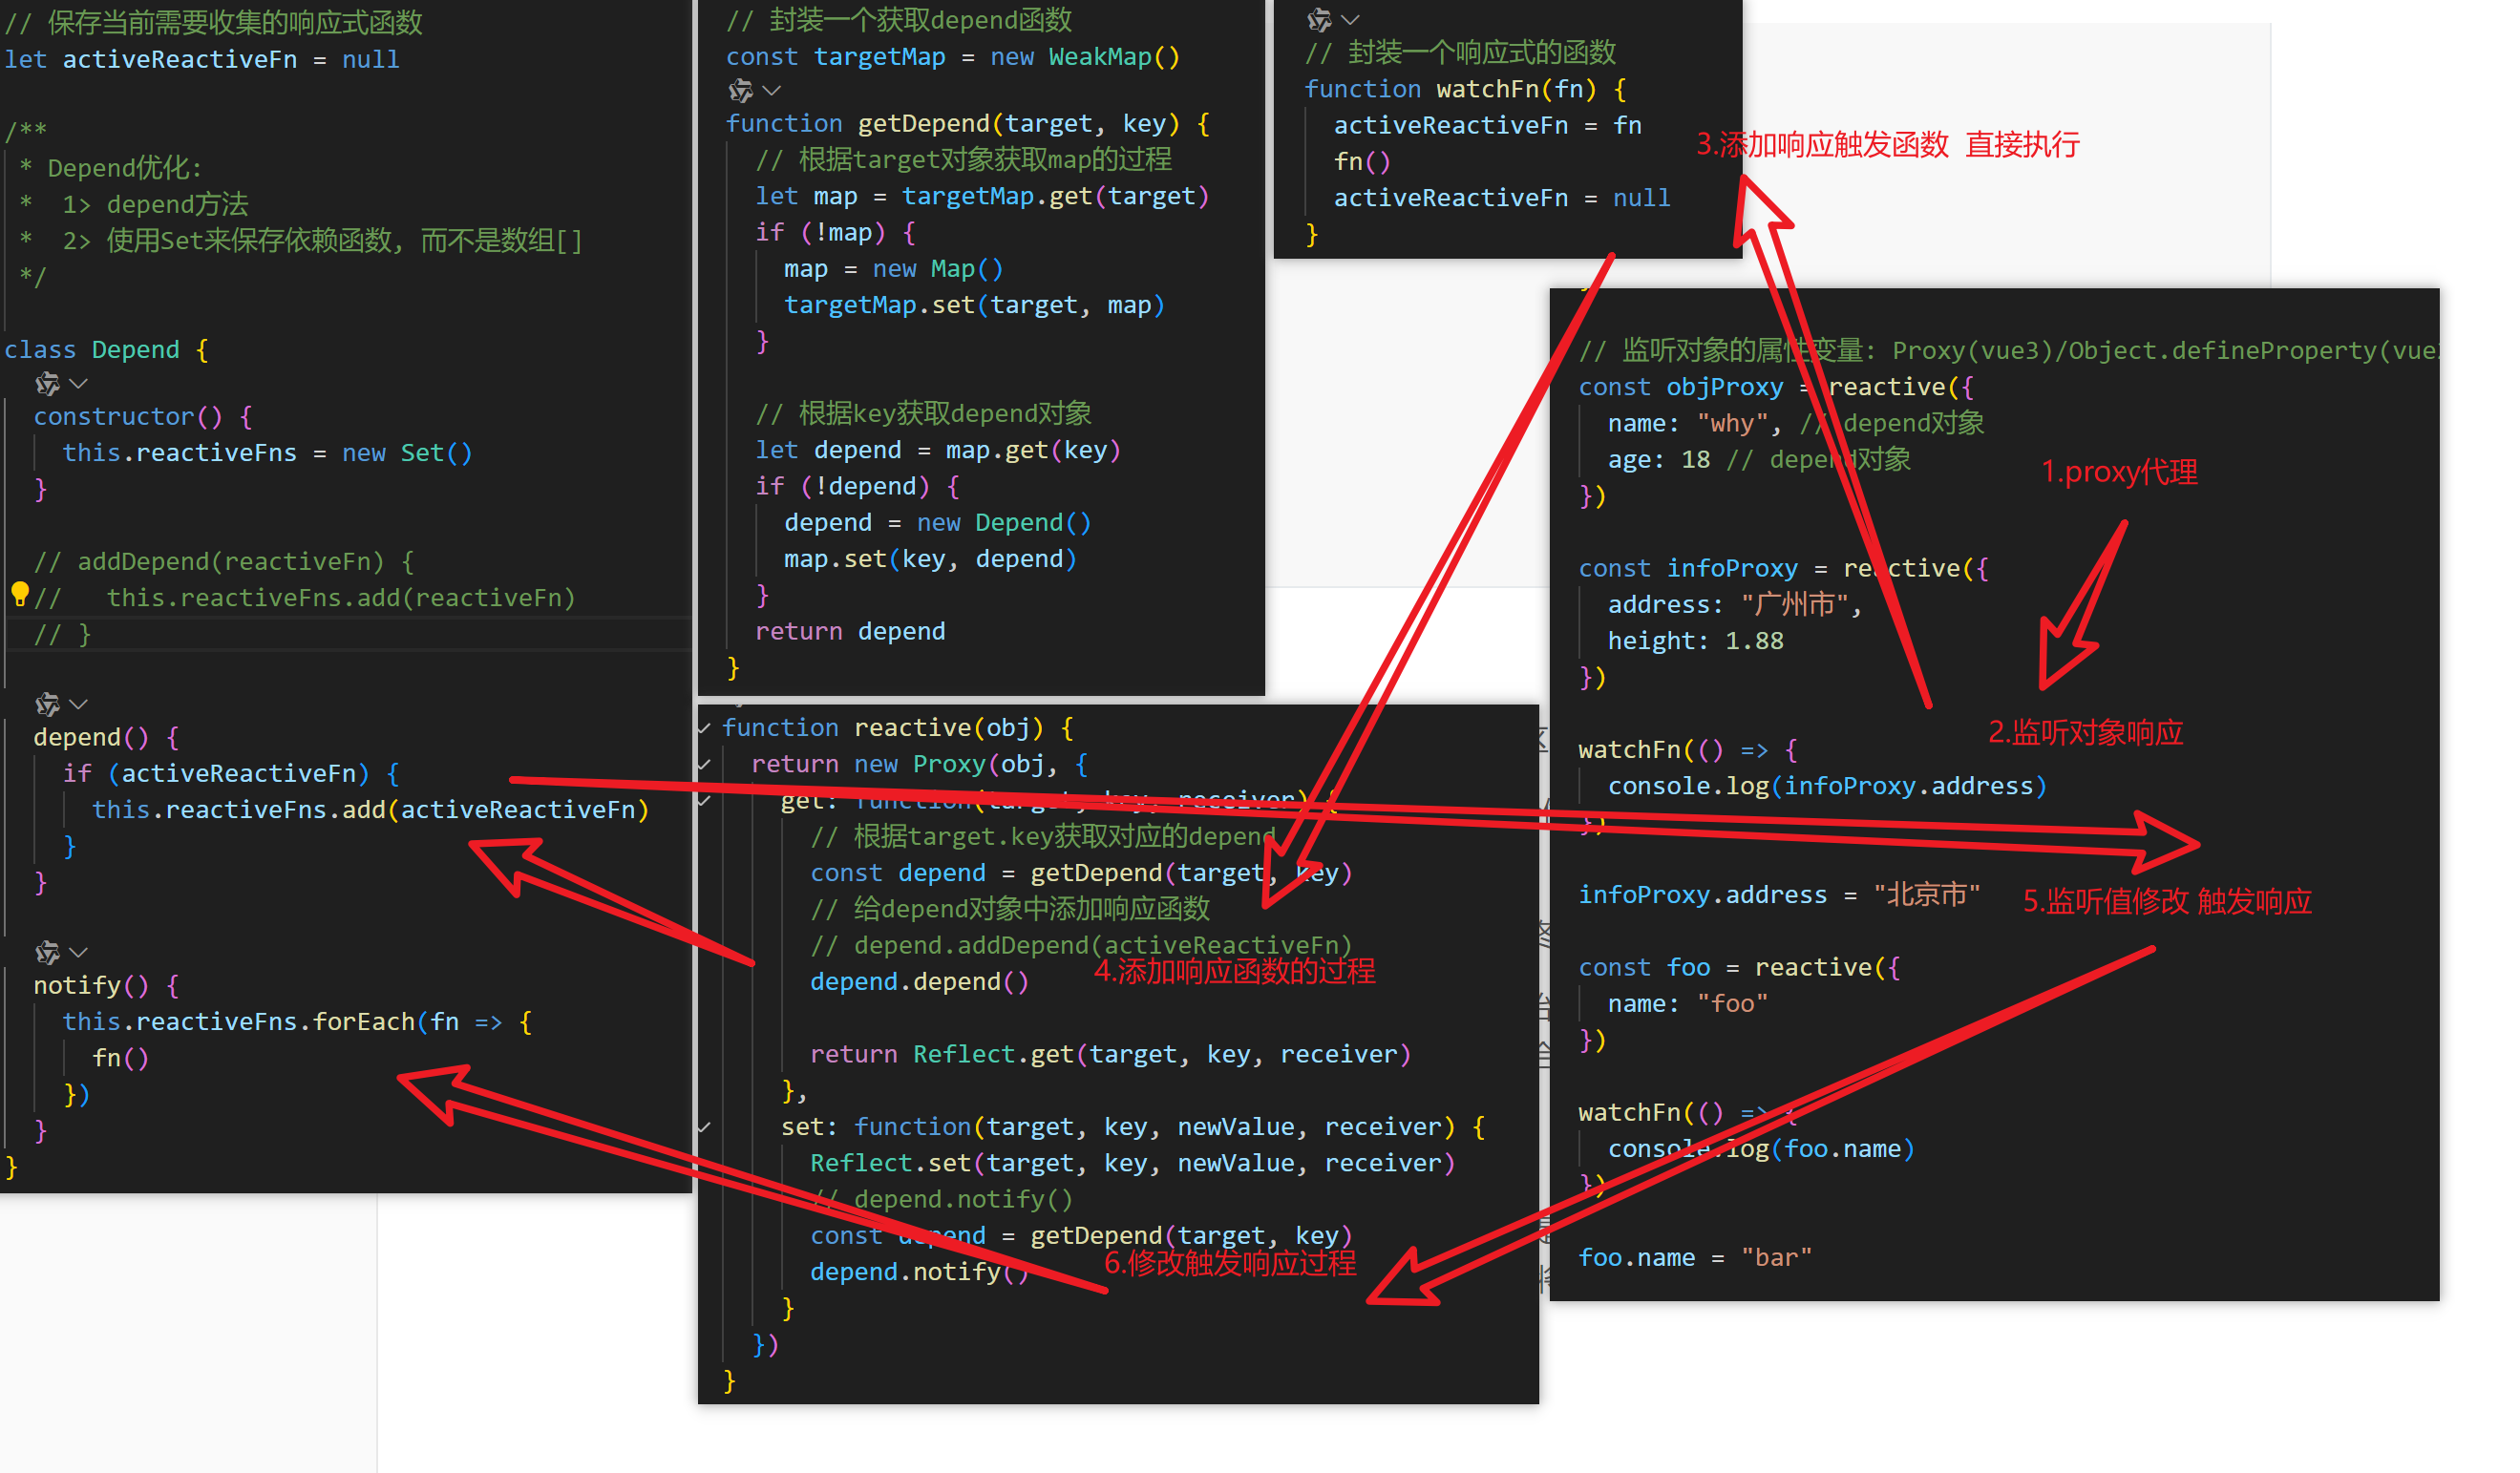 // 保存当前需要收集的响应式函数
let activeReactiveFn = null
/**
 * Depend优化:
 *  1> depend方法
 *  2> 使用Set来保存依赖函数, 而不是数组[]
 */
class Depend {
  constructor() {
    this.reactiveFns = new Set()
  }
  // addDepend(reactiveFn) {
  //   this.reactiveFns.add(reactiveFn)
  // }
  depend() {
    if (activeReactiveFn) {
      this.reactiveFns.add(activeReactiveFn)
    }
  }
  notify() {
    this.reactiveFns.forEach(fn => {
      fn()
    })
  }
}
// 封装一个获取depend函数
const targetMap = new WeakMap()
function getDepend(target, key) {
  // 根据target对象获取map的过程
  let map = targetMap.get(target)
  if (!map) {
    map = new Map()
    targetMap.set(target, map)
  }
  // 根据key获取depend对象
  let depend = map.get(key)
  if (!depend) {
    depend = new Depend()
    map.set(key, depend)
  }
  return depend
}
function reactive(obj) {
  return new Proxy(obj, {
    get: function(target, key, receiver) {
      // 根据target.key获取对应的depend
      const depend = getDepend(target, key)
      // 给depend对象中添加响应函数
      // depend.addDepend(activeReactiveFn)
      depend.depend()
4.添加响应函数的过程
      return Reflect.get(target, key, receiver)
    },
    set: function(target, key, newValue, receiver) {
      Reflect.set(target, key, newValue, receiver)
      // depend.notify()
      const depend = getDepend(target, key)
      depend.notify()
6.修改触发响应过程
    }
  })
}
// 封装一个响应式的函数
function watchFn(fn) {
  activeReactiveFn = fn
  fn()
  activeReactiveFn = null
}
3.添加响应触发函数 直接执行
// 监听对象的属性变量: Proxy(vue3)/Object.defineProperty(vue
const objProxy = reactive({
  name: "why", // depend对象
  age: 18 // depend对象
})
1.proxy代理
const infoProxy = reactive({
  address: "广州市",
  height: 1.88
})
2.监听对象响应
watchFn(() => {
  console.log(infoProxy.address)
})
infoProxy.address = "北京市"
5.监听值修改 触发响应
const foo = reactive({
  name: "foo"
})
watchFn(() => {
  console.log(foo.name)
})
foo.name = "bar"